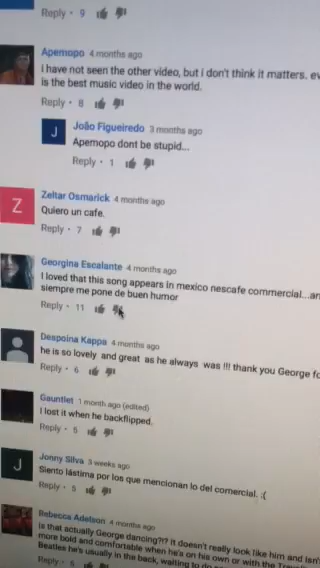 Reply • 9
Apemopo 4 months ago
I have not seen the other video, but i don't think it matters. ev
is the best music video in the world.
Reply • 8
J João Figueiredo 3 months ago
Apemopo dont be stupid...
Reply • 1
Z Zeltar Osmarick 4 months ago
Quiero un cafe.
Reply • 7
Georgina Escalante 4 months ago
I loved that this song appears in mexico nescafe commercial...an
siempre me pone de buen humor
Reply • 11
Despoina Kappa 4 months ago
he is so lovely and great as he always was !!! thank you George fo
Reply • 6
Gauntlet 1 month ago (edited)
I lost it when he backflipped.
Reply • 5
J Jonny Silva 3 weeks ago
Siento lástima por los que mencionan lo del comercial. :(
Reply • 5
Rebecca Adelson 4 months ago
Is that actually George dancing?!? It doesn't really look like him and isn'
more bold and comfortable when he's on his own or with the
Beatles he's usually in the back, waiting to
Reply • 5